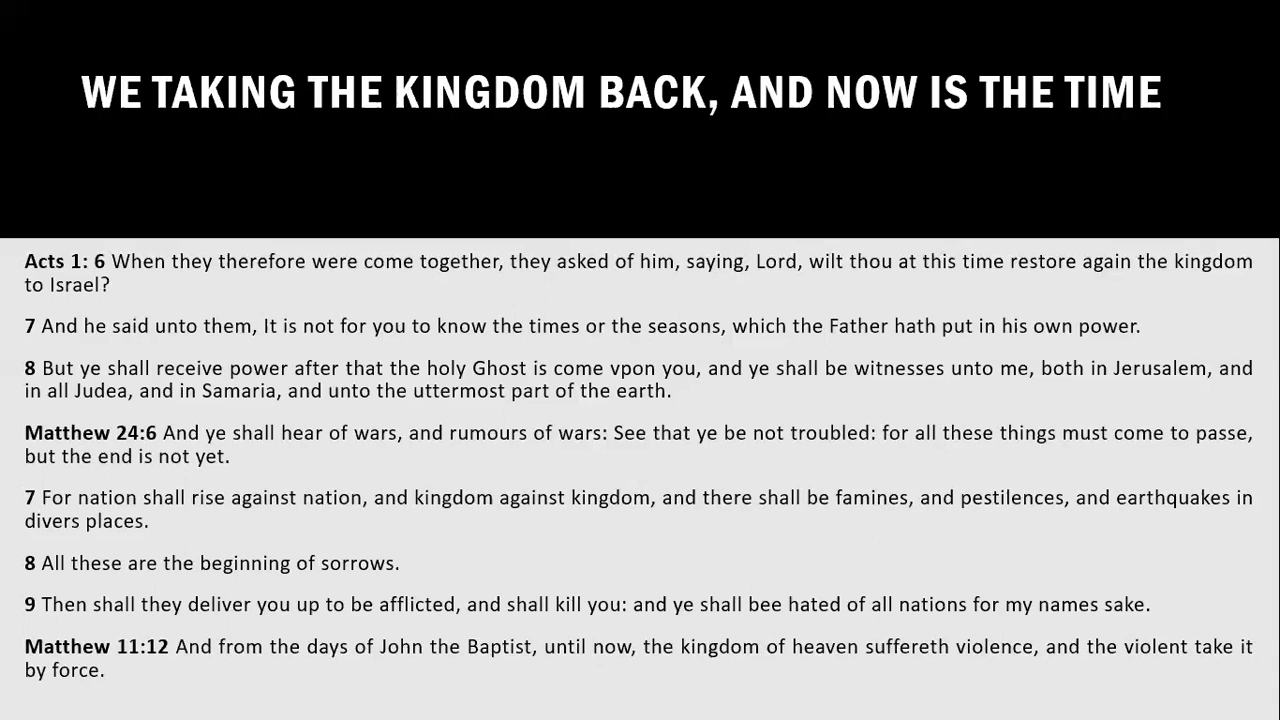 WE TAKING THE KINGDOM BACK, AND NOW IS THE TIME
Acts 1: 6 When they therefore were come together, they asked of him, saying, Lord, wilt thou at this time restore again the kingdom
to Israel?
7 And he said unto them, It is not for you to know the times or the seasons, which the Father hath put in his own power.
8 But ye shall receive power after that the holy Ghost is come vpon you, and ye shall be witnesses unto me, both in Jerusalem, and
in all Judea, and in Samaria, and unto the uttermost part of the earth.
Matthew 24:6 And ye shall hear of wars, and rumours of wars: See that ye be not troubled: for all these things must come to passe,
but the end is not yet.
7 For nation shall rise against nation, and kingdom against kingdom, and there shall be famines, and pestilences, and earthquakes in
divers places.
8 All these are the beginning of sorrows.
9 Then shall they deliver you up to be afflicted, and shall kill you: and ye shall bee hated of all nations for my names sake.
Matthew 11:12 And from the days of John the Baptist, until now, the kingdom of heaven suffereth violence, and the violent take it
by force.